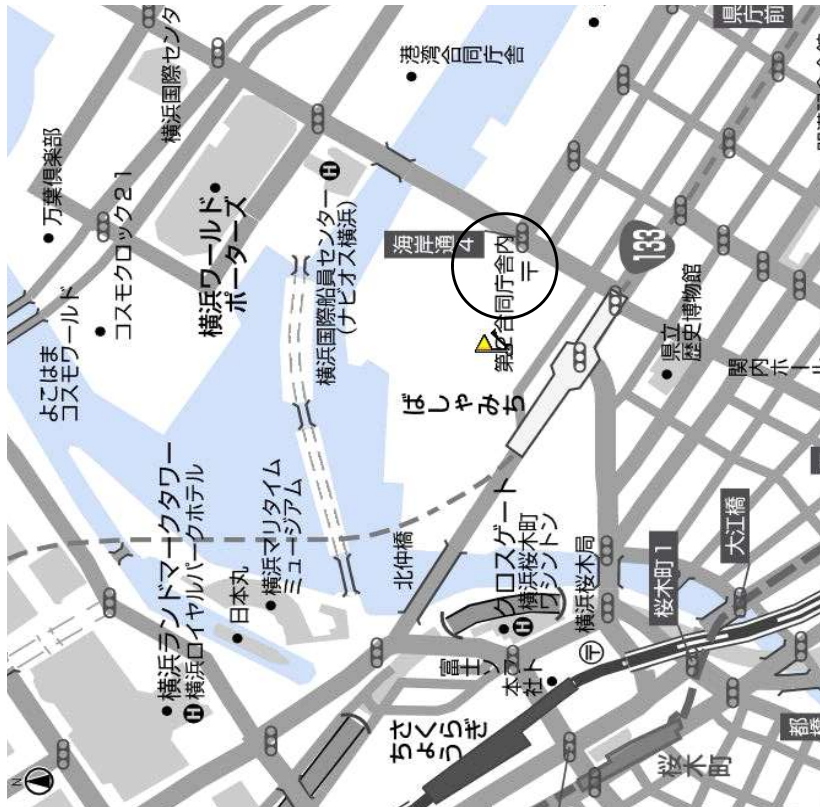 N
横浜国際センタ
万葉倶楽部
コスモクロック21
よこはま
コスモワールド
横浜ワールド
ポーターズ
港湾合同庁舎
県庁
前
H
横浜国際船員センター
(ナビオス横浜)
海岸通
4
第2合同庁舎内
〒
133
県立
歴史博物館
関内ホール
ばしゃみち
横浜ランドマークタワー
H 横浜ロイヤルパークホテル
日本丸
横浜マリタイム
ミュージアム
北仲橋
クロスゲート
H 横浜桜木町
ワシントン
横浜桜木局
〒
富士ソフト
本社
さくらぎ
ちょう
桜木町1
大江橋
桜木町
都橋